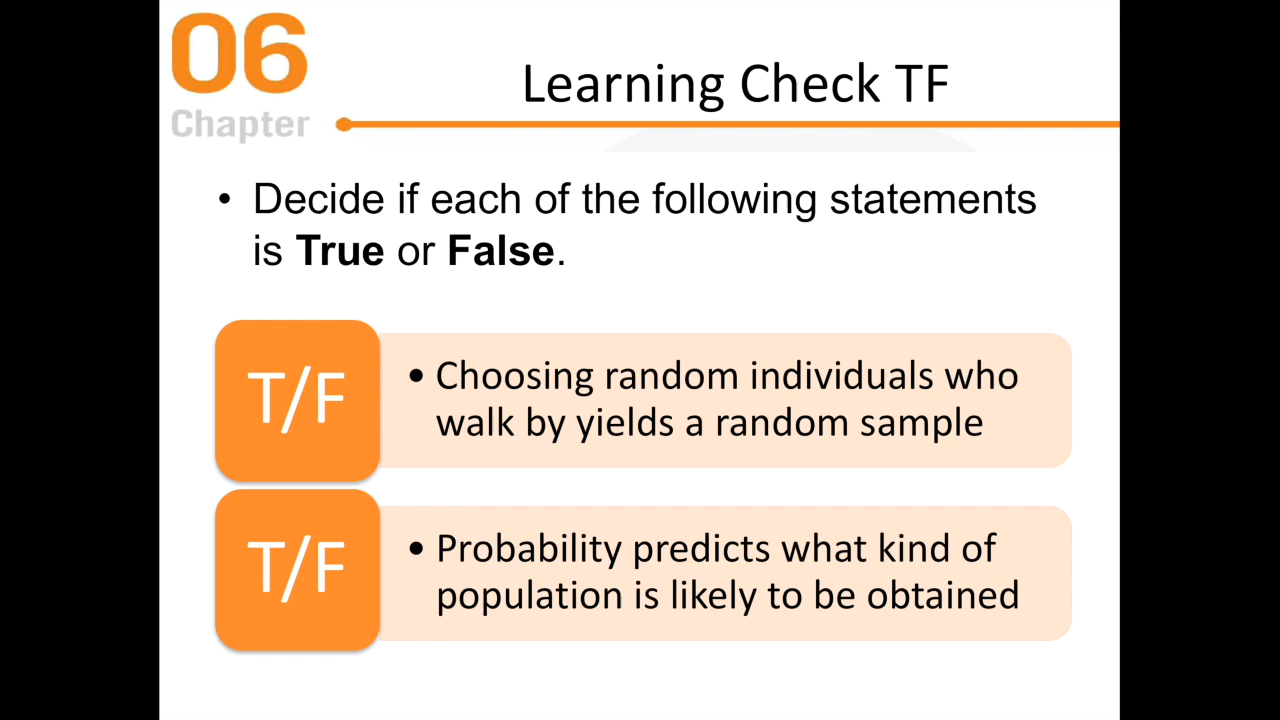 06
Chapter
Learning Check TF
• Decide if each of the following statements
is True or False.
T/F
• Choosing random individuals who
walk by yields a random sample
T/F
• Probability predicts what kind of
population is likely to be obtained